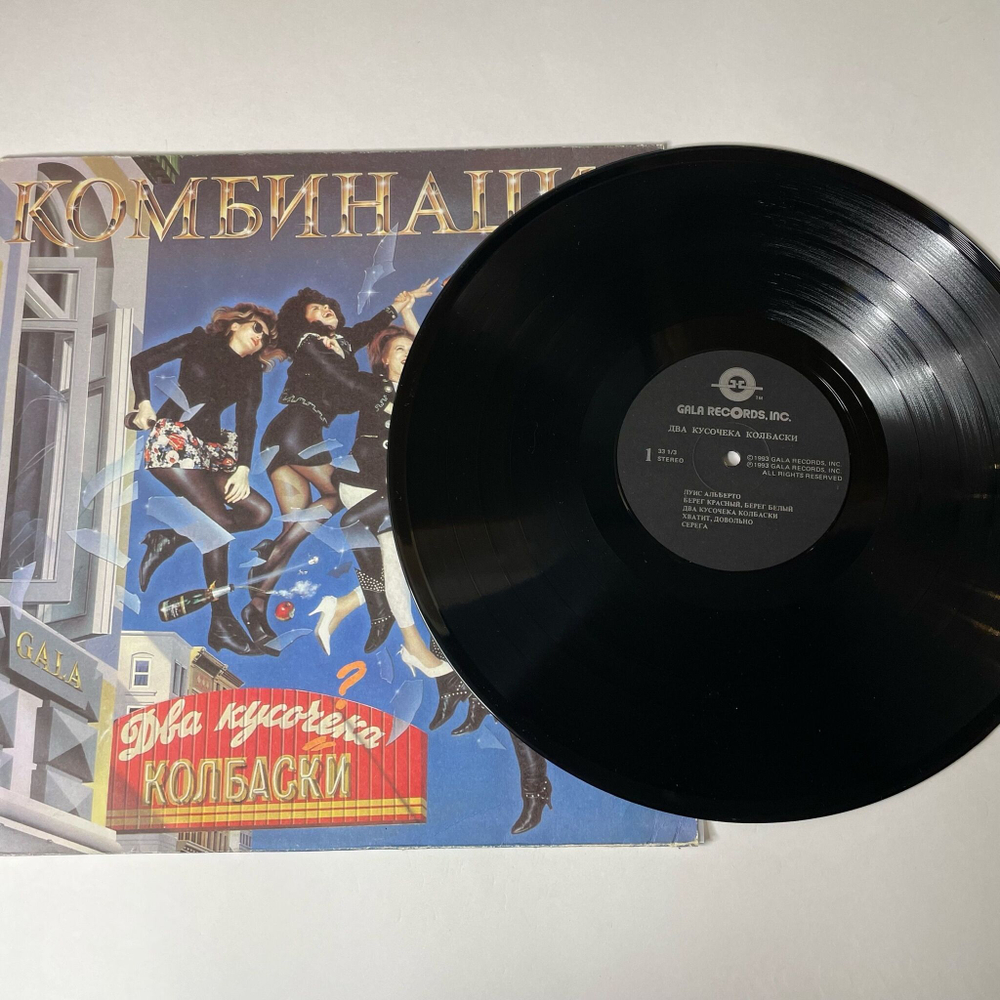 КОМБИНАЦИ
GALA
?
Два кусочека
КОЛБАСКИ
TM
GALA RECORDS, INC.
ДВА КУСОЧЕКА КОЛБАСКИ
1 33 1/3
STEREO
©1993 GALA RECORDS, INC.
℗1993 GALA RECORDS, INC.
ALL RIGHTS RESERVED
ЛУИС АЛЬБЕРТО
БЕРЕГ КРАСНЫЙ, БЕРЕГ БЕЛЫЙ
ДВА КУСОЧЕКА КОЛБАСКИ
ХВАТИТ, ДОВОЛЬНО
СЕРЕГА